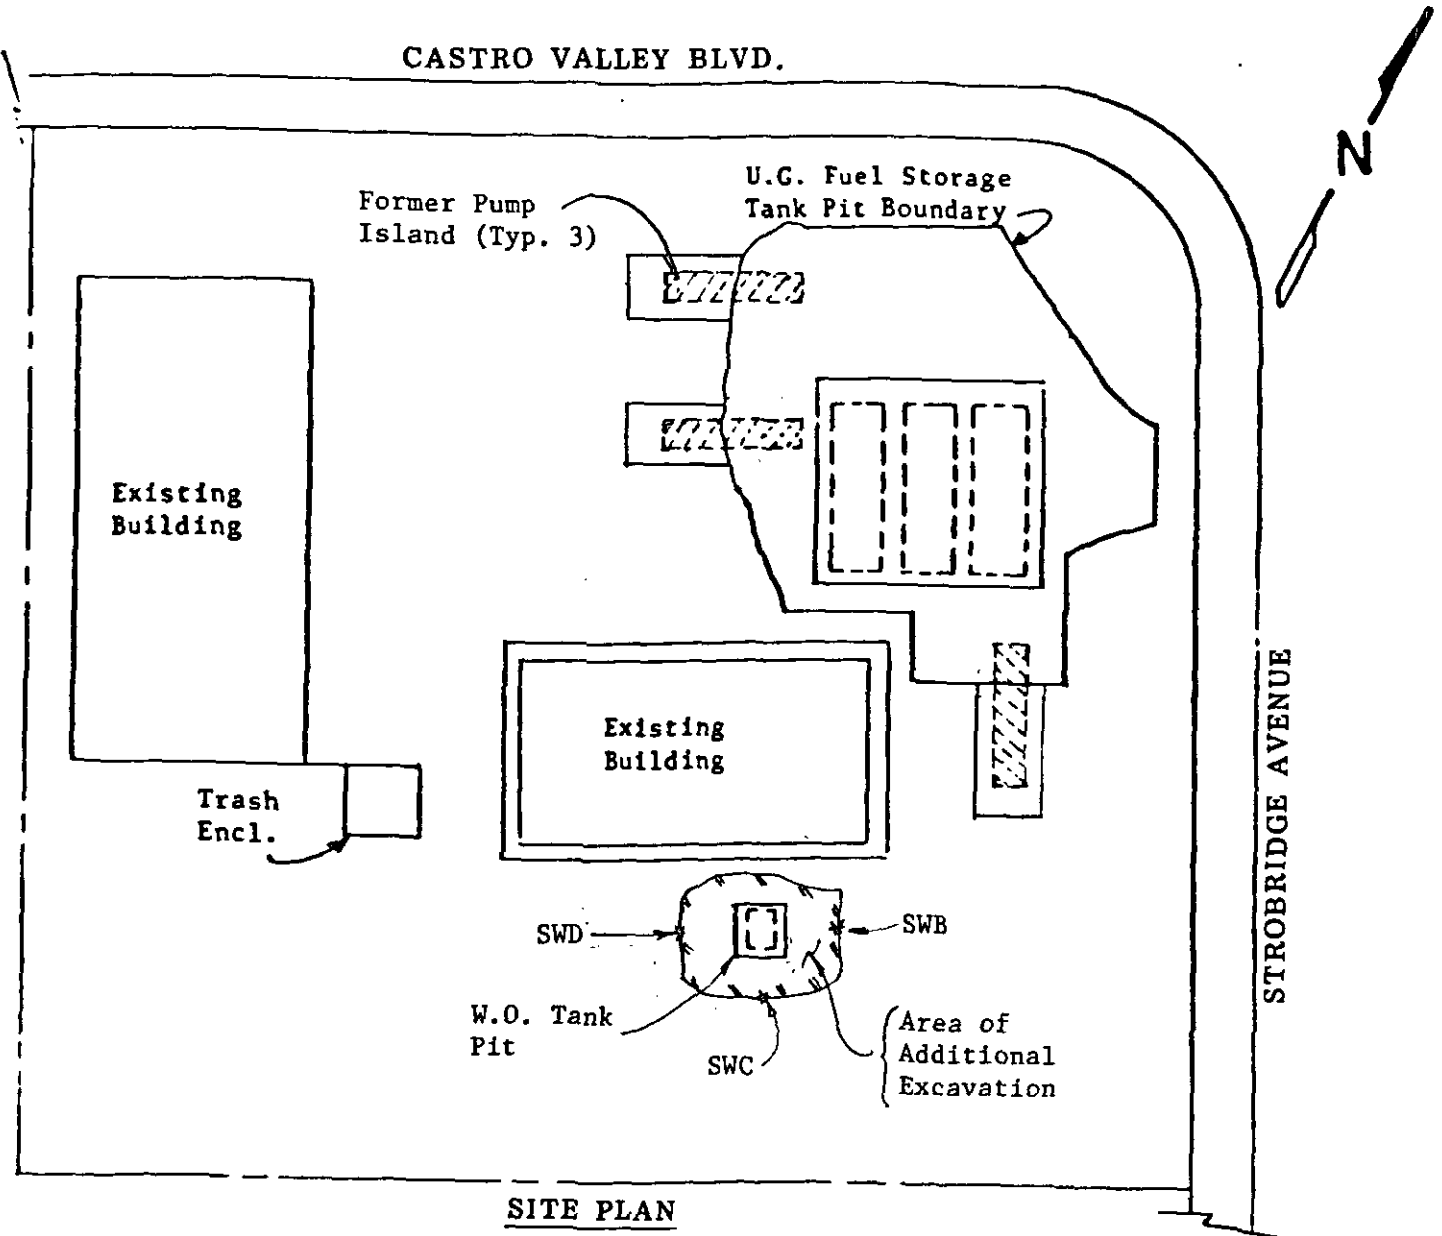 CASTRO VALLEY BLVD.
N
U.G. Fuel Storage
Tank Pit Boundary
Former Pump
Island (Typ. 3)
Existing
Building
Existing
Building
Trash
Encl.
STROBRIDGE AVENUE
SWD
SWB
W.O. Tank
Pit
SWC
Area of
Additional
Excavation
SITE PLAN